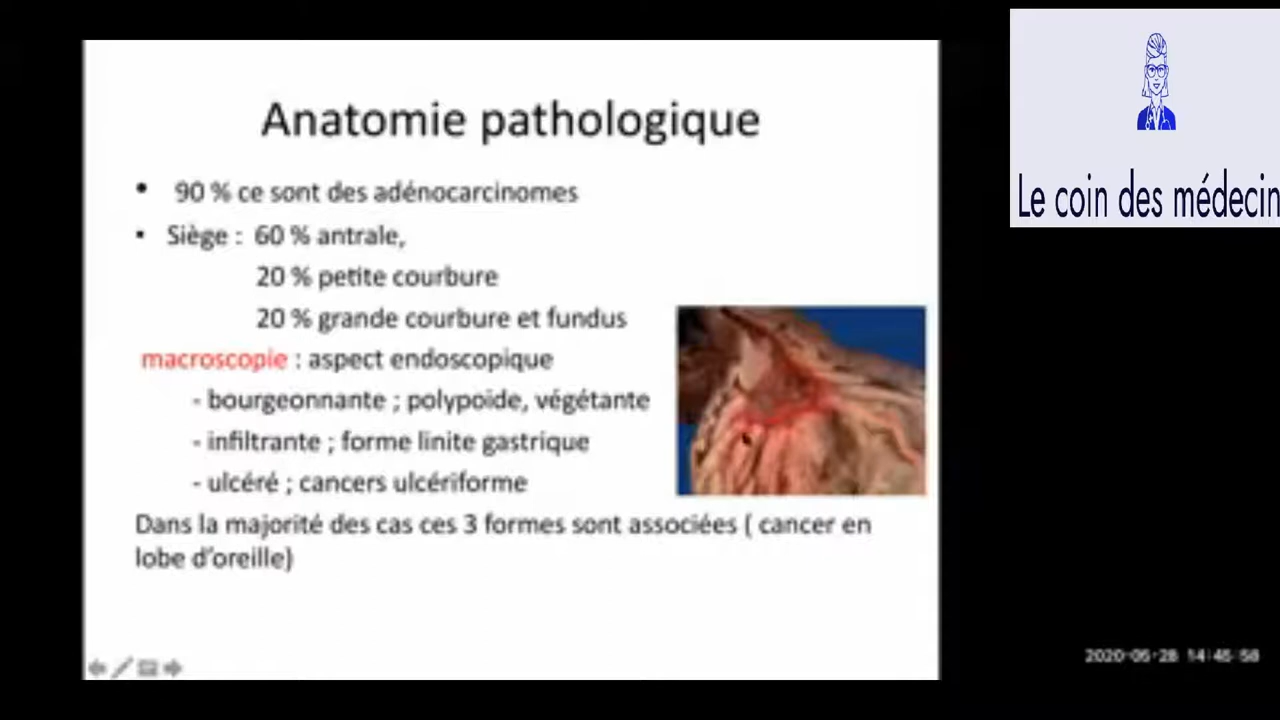 Anatomie pathologique
• 90 % ce sont des adénocarcinomes
• Siège : 60 % antrale,
20 % petite courbure
20 % grande courbure et fundus
macroscopie : aspect endoscopique
- bourgeonnante ; polypoide, végétante
- infiltrante ; forme linite gastrique
- ulcéré ; cancers ulcériforme
Dans la majorité des cas ces 3 formes sont associées ( cancer en
lobe d'oreille)
Le coin des médecin
2020-05-28 14:45:58